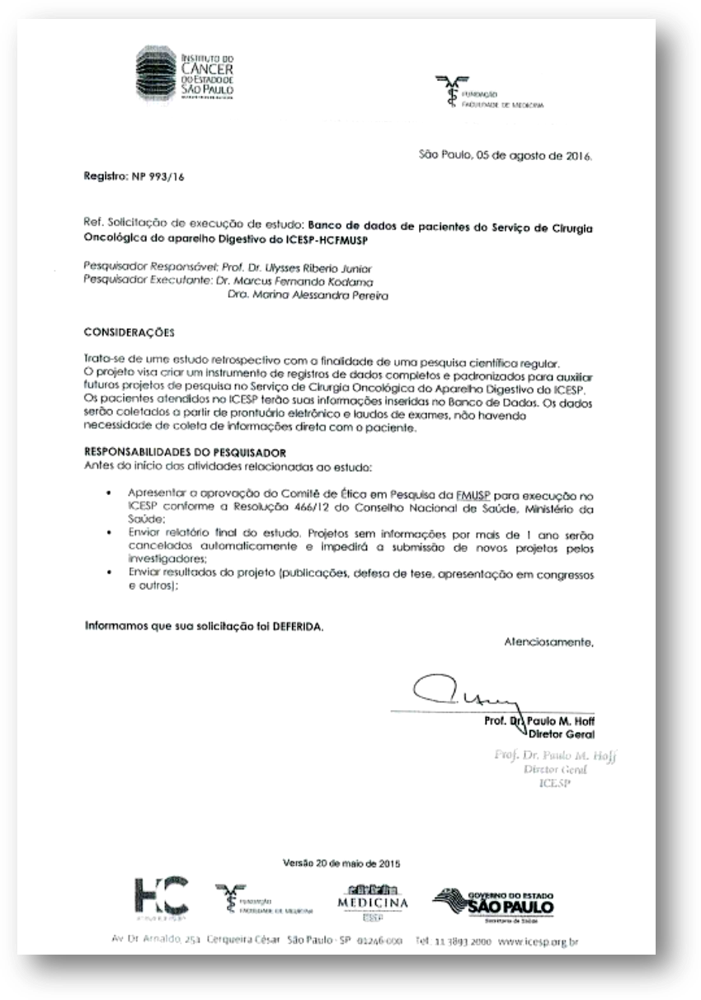 INSTITUTO DO
CÂNCER
DO ESTADO DE
SÃO PAULO
FUNDAÇÃO
FACULDADE DE MEDICINA
São Paulo, 05 de agosto de 2016.
Registro: NP 993/16
Ref. Solicitação de execução de estudo: Banco de dados de pacientes do Serviço de Cirurgia
Oncológica do aparelho Digestivo do ICESP-HCFMUSP
Pesquisador Responsável: Prof. Dr. Ulysses Riberio Junior
Pesquisador Executante: Dr. Marcus Fernando Kodama
Dra. Marina Alessandra Pereira
CONSIDERAÇÕES
Trata-se de ume estudo retrospectivo com a finalidade de uma pesquisa científica regular.
O projeto visa criar um instrumento de registros de dados completos e padronizados para auxiliar
futuros projetos de pesquisa no Serviço de Cirurgia Oncológica do Aparelho Digestivo do ICESP.
Os pacientes atendidos no ICESP terão suas informações inseridas no Banco de Dados. Os dados
serão coletados a partir de prontuário eletrônico e laudos de exames, não havendo
necessidade de coleta de informações direta com o paciente.
RESPONSABILIDADES DO PESQUISADOR
Antes do início das atividades relacionadas ao estudo:
• Apresentar a aprovação do Comitê de Ética em Pesquisa da FMUSP para execução no
ICESP conforme a Resolução 466/12 do Conselho Nacional de Saúde, Ministério da
Saúde;
• Enviar relatório final do estudo. Projetos sem informações por mais de 1 ano serão
cancelados automaticamente e impedirá a submissão de novos projetos pelos
investigadores;
• Enviar resultados do projeto (publicações, defesa de tese, apresentação em congressos
e outros);
Informamos que sua solicitação foi DEFERIDA.
Atenciosamente,
Prof. Dr. Paulo M. Hoff
Diretor Geral
Prof. Dr. Paulo M. Hoff
Diretor Geral
ICESP
Versão 20 de maio de 2015
HC
FUNDAÇÃO
FACULDADE DE MEDICINA
MEDICINA
USP
GOVERNO DO ESTADO
SÃO PAULO
Secretaria da Saúde
Av. Dr. Arnaldo, 251 Cerqueira César São Paulo - SP 01246-000 Tel. 11 3893 2000 www.icesp.org.br